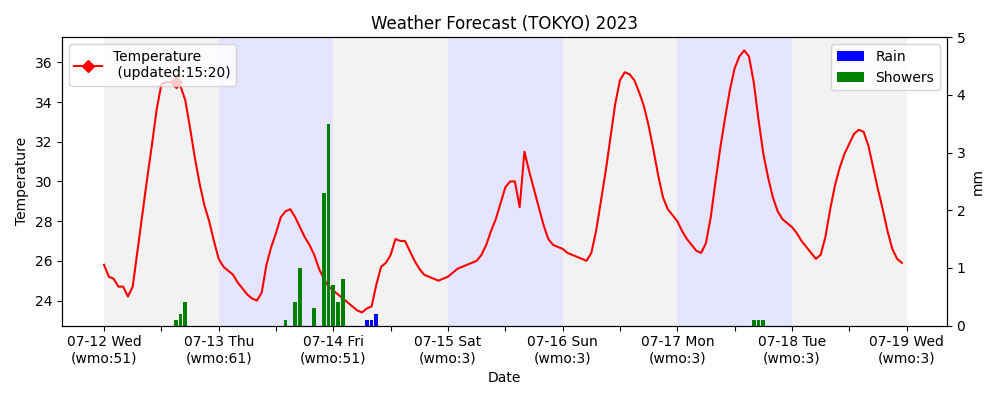 Weather Forecast (TOKYO) 2023
Temperature
(updated:15:20)
Rain
Showers
36
34
32
30
28
26
24
Temperature
5
4
3
2
1
0
mm
07-12 Wed 07-13 Thu 07-14 Fri 07-15 Sat 07-16 Sun 07-17 Mon 07-18 Tue 07-19 Wed
(wmo:51) (wmo:61) (wmo:51) (wmo:3) (wmo:3) (wmo:3) (wmo:3) (wmo:3)
Date